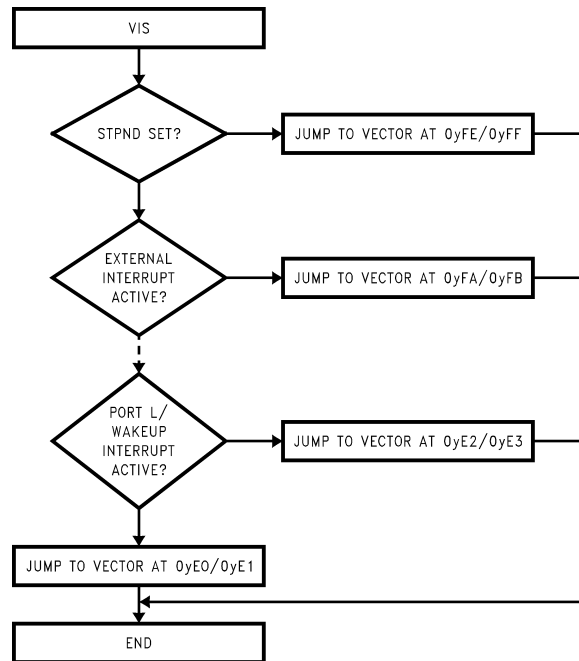 VIS
STPND SET?
JUMP TO VECTOR AT 0yFE/0yFF
EXTERNAL
INTERRUPT
ACTIVE?
JUMP TO VECTOR AT 0yFA/0yFB
PORT L/
WAKEUP
INTERRUPT
ACTIVE?
JUMP TO VECTOR AT 0yE2/0yE3
JUMP TO VECTOR AT 0yE0/0yE1
END